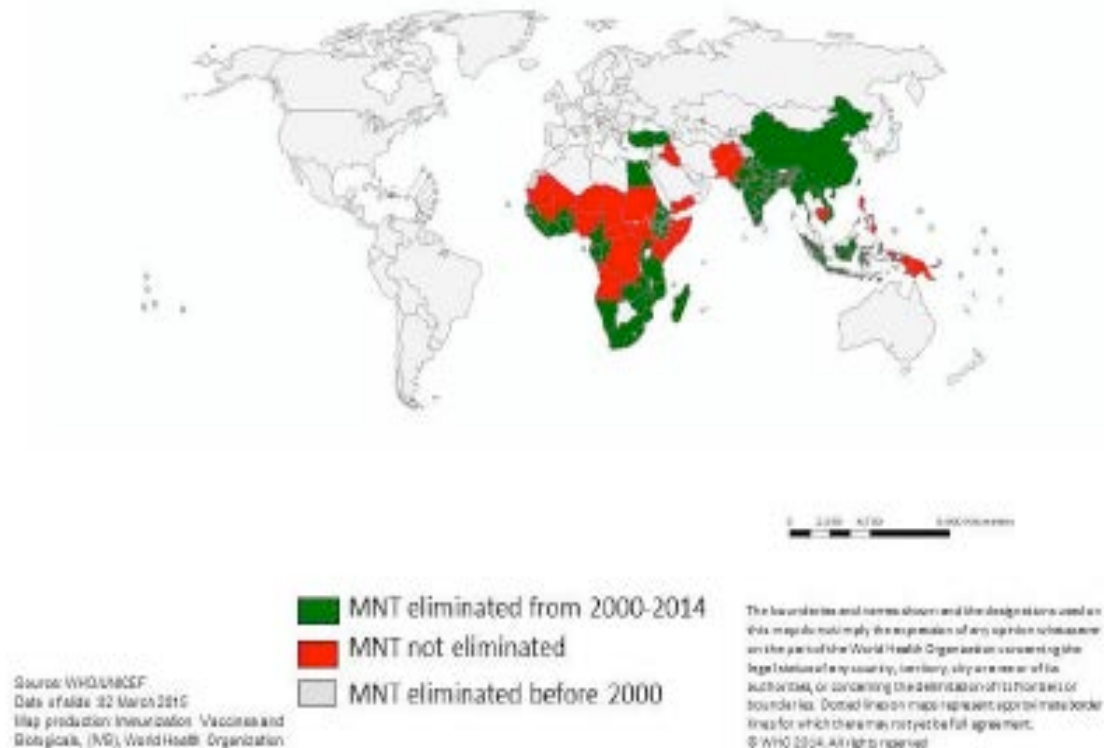 0 4,700 Kilometers
MNT eliminated from 2000-2014
MNT not eliminated
MNT eliminated before 2000
The boundaries and names shown and the designations used on
this map do not imply the expression of any opinion whatsoever
on the part of the World Health Organization concerning the
legal status of any country, territory, city or area or of its
authorities, or concerning the delimitation of its frontiers or
boundaries. Dotted lines on maps represent approximate border
lines for which there may not yet be full agreement.
© WHO 2014. All rights reserved
Source: WHO/UNICEF
Date of slide: March 2015
Map production Immunization Vaccines and
Biologicals, (IVB), World Health Organization